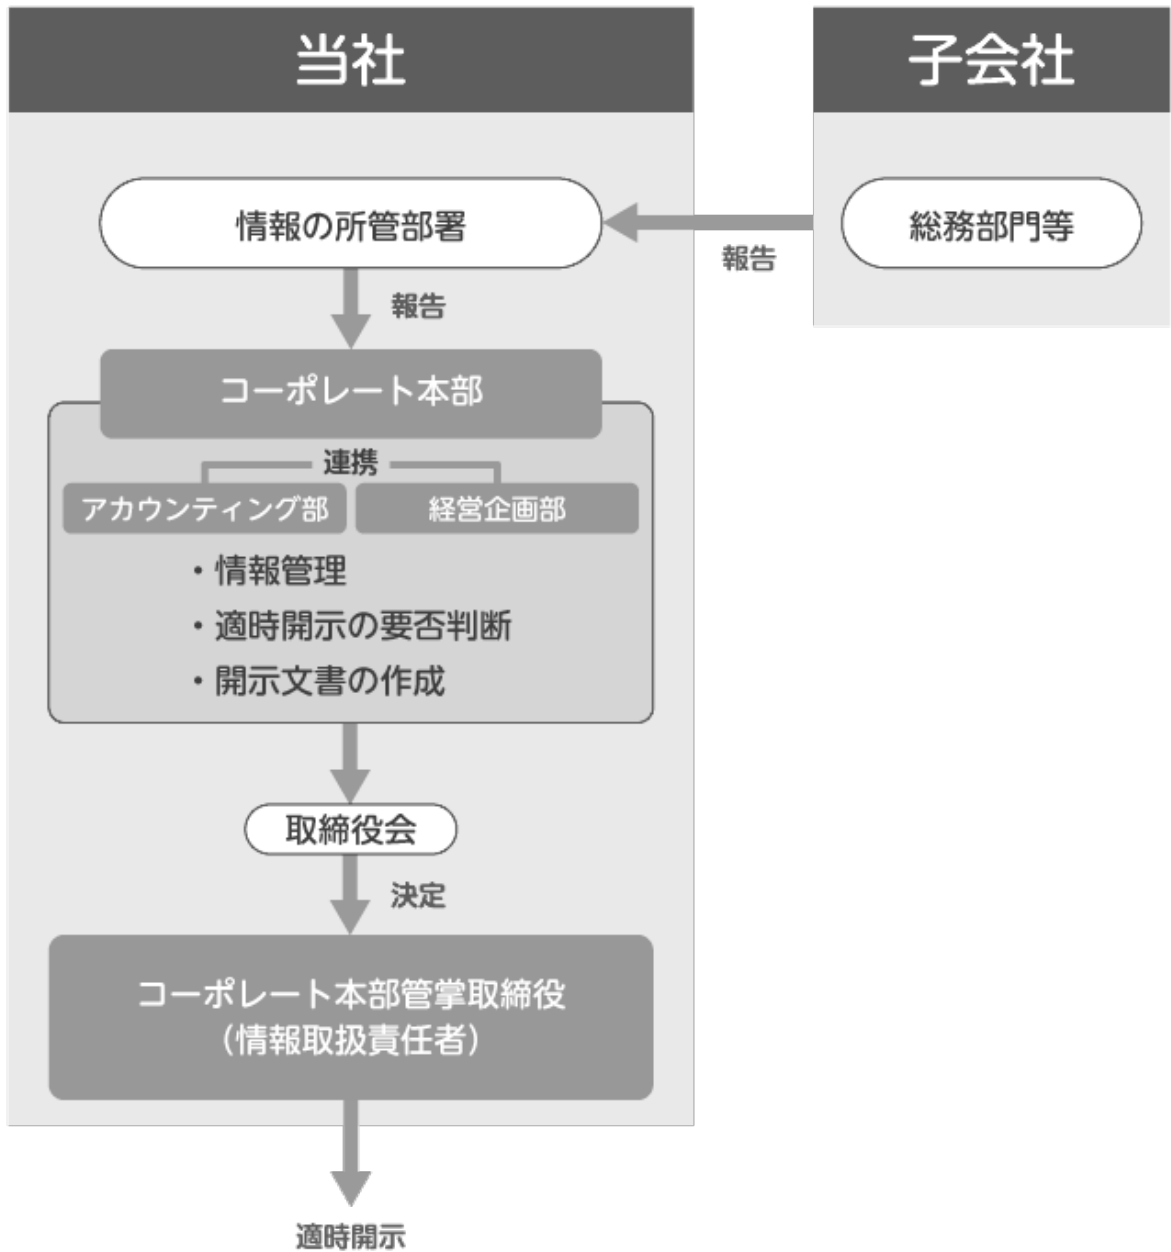 当社
子会社
情報の所管部署
総務部門等
報告
報告
コーポレート本部
連携
アカウンティング部
経営企画部
・情報管理
・適時開示の要否判断
・開示文書の作成
取締役会
決定
コーポレート本部管掌取締役
（情報取扱責任者）
適時開示